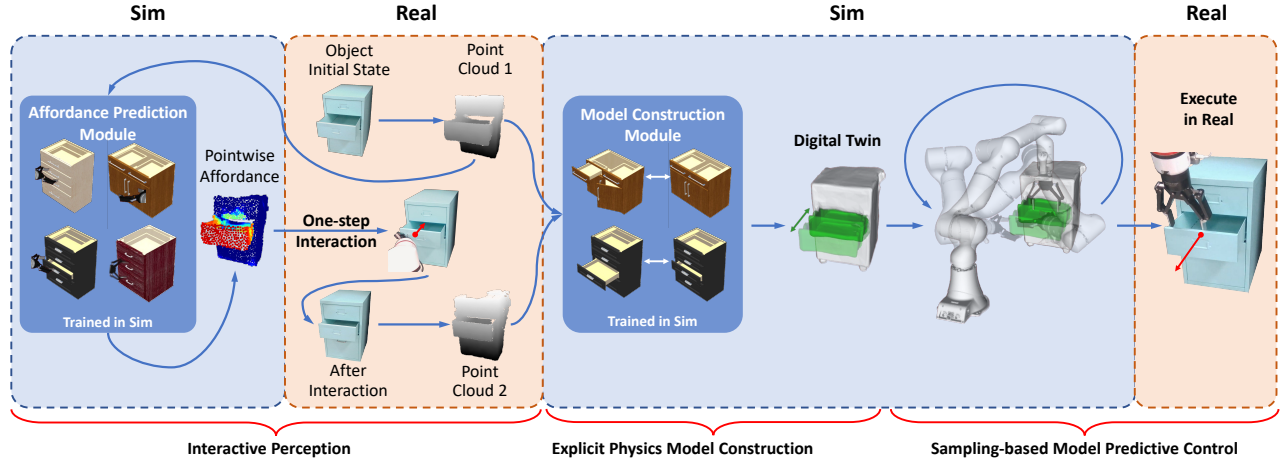 Sim
Real
Sim
Real
Affordance Prediction
Module
Trained in Sim
Pointwise
Affordance
Object
Initial State
Point
Cloud 1
One-step
Interaction
After
Interaction
Point
Cloud 2
Model Construction
Module
Trained in Sim
Digital Twin
Execute
in Real
Interactive Perception
Explicit Physics Model Construction
Sampling-based Model Predictive Control